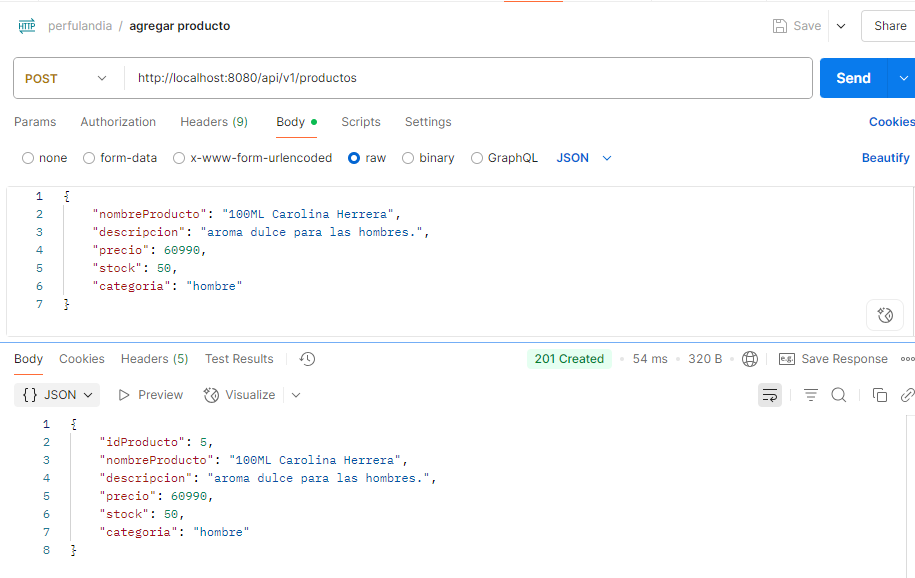 HTTP perfulandia / agregar producto Save Share
POST http://localhost:8080/api/v1/productos Send
Params Authorization Headers (9) Body Scripts Settings Cookies
none form-data x-www-form-urlencoded raw binary GraphQL JSON Beautify
1 {
2 "nombreProducto": "100ML Carolina Herrera",
3 "descripcion": "aroma dulce para las hombres.",
4 "precio": 60990,
5 "stock": 50,
6 "categoria": "hombre"
7 }
Body Cookies Headers (5) Test Results 201 Created • 54 ms • 320 B • e.g. Save Response
{} JSON Preview Visualize
1 {
2 "idProducto": 5,
3 "nombreProducto": "100ML Carolina Herrera",
4 "descripcion": "aroma dulce para las hombres.",
5 "precio": 60990,
6 "stock": 50,
7 "categoria": "hombre"
8 }